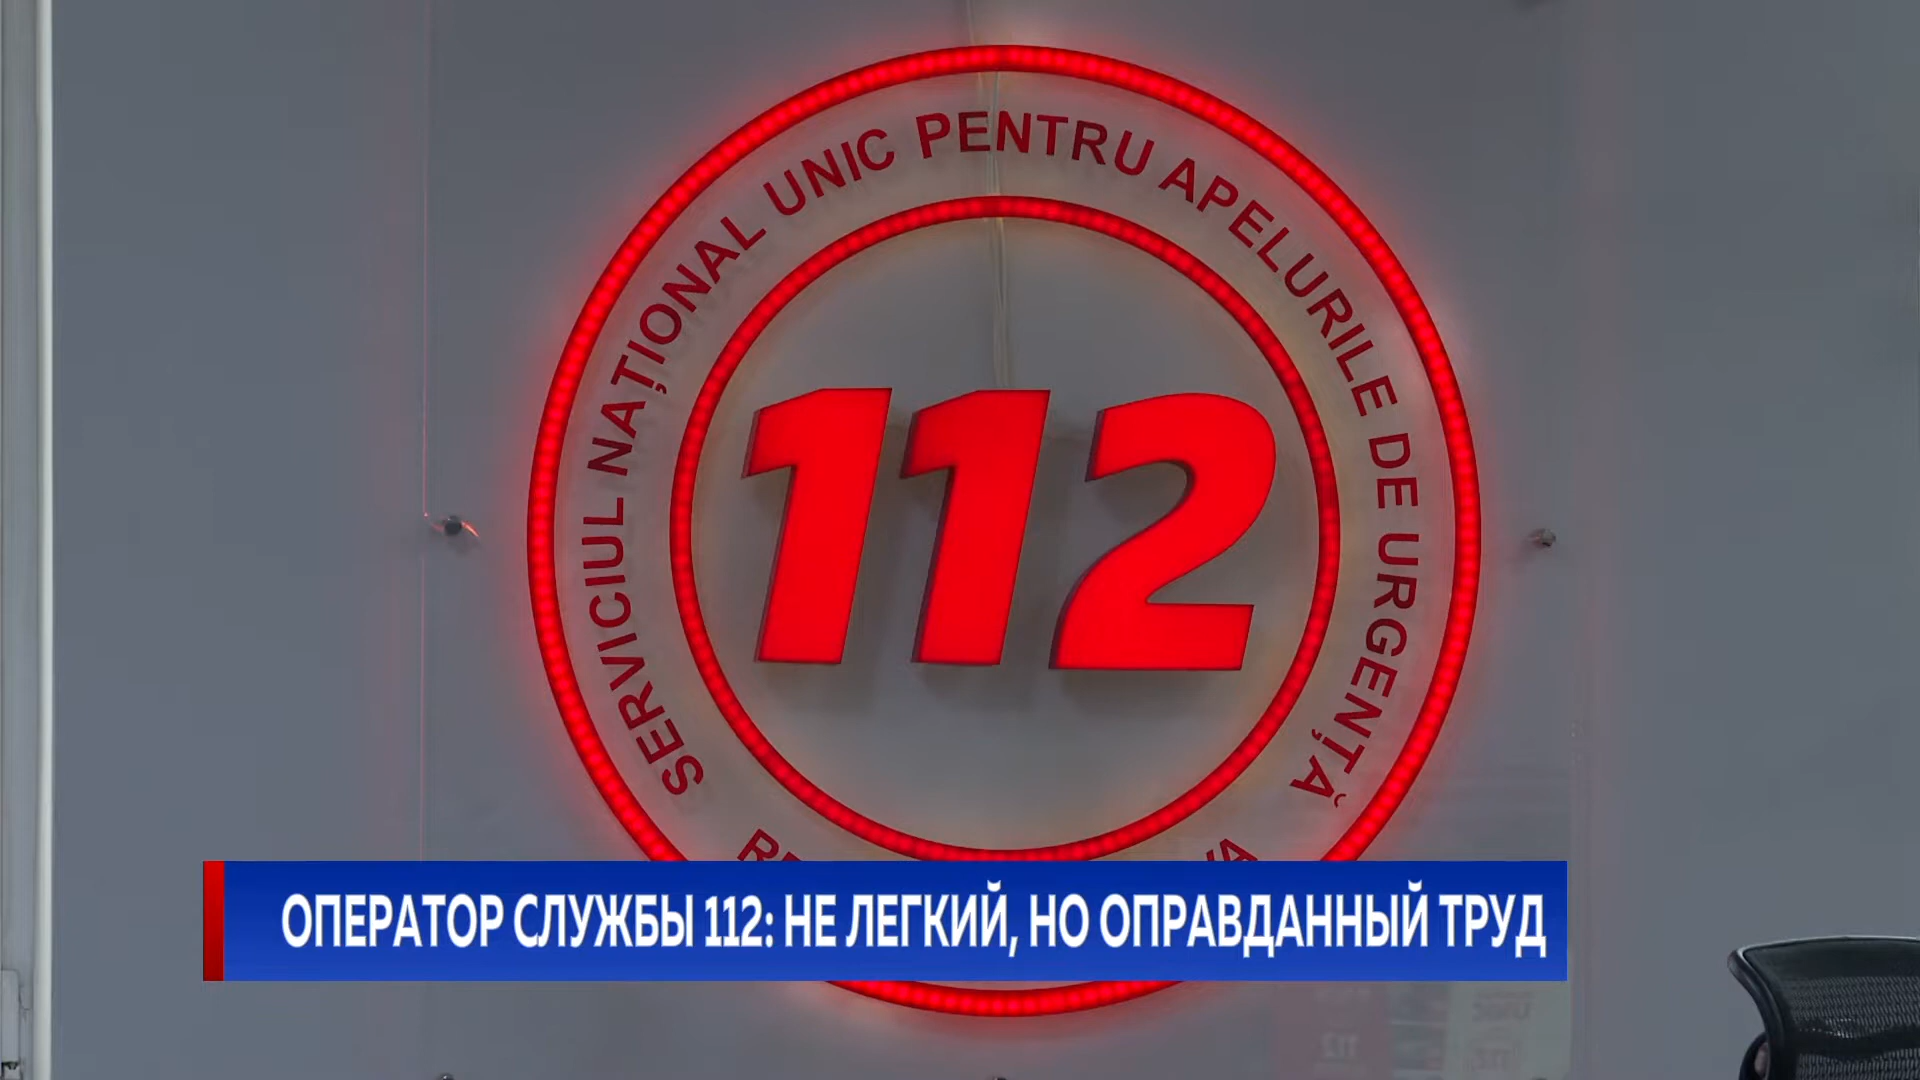 SERVICIUL NAȚIONAL UNIC PENTRU APELURILE DE URGENȚĂ
112
ОПЕРАТОР СЛУЖБЫ 112: НЕ ЛЕГКИЙ, НО ОПРАВДАННЫЙ ТРУД